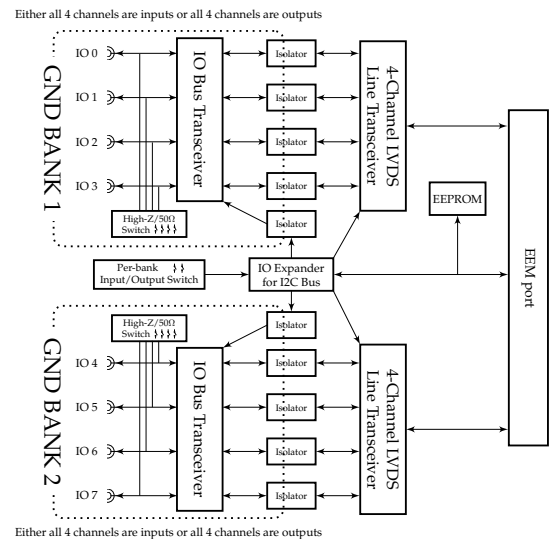 Either all 4 channels are inputs or all 4 channels are outputs
GND BANK 1
IO 0
IO 1
IO 2
IO 3
High-Z/50Ω
Switch
IO Bus Transceiver
Isolator
Isolator
Isolator
Isolator
Isolator
4-Channel LVDS
Line Transceiver
EEPROM
EEM port
Per-bank
Input/Output Switch
IO Expander
for I2C Bus
GND BANK 2
High-Z/50Ω
Switch
IO 4
IO 5
IO 6
IO 7
IO Bus Transceiver
Isolator
Isolator
Isolator
Isolator
Isolator
4-Channel LVDS
Line Transceiver
Either all 4 channels are inputs or all 4 channels are outputs